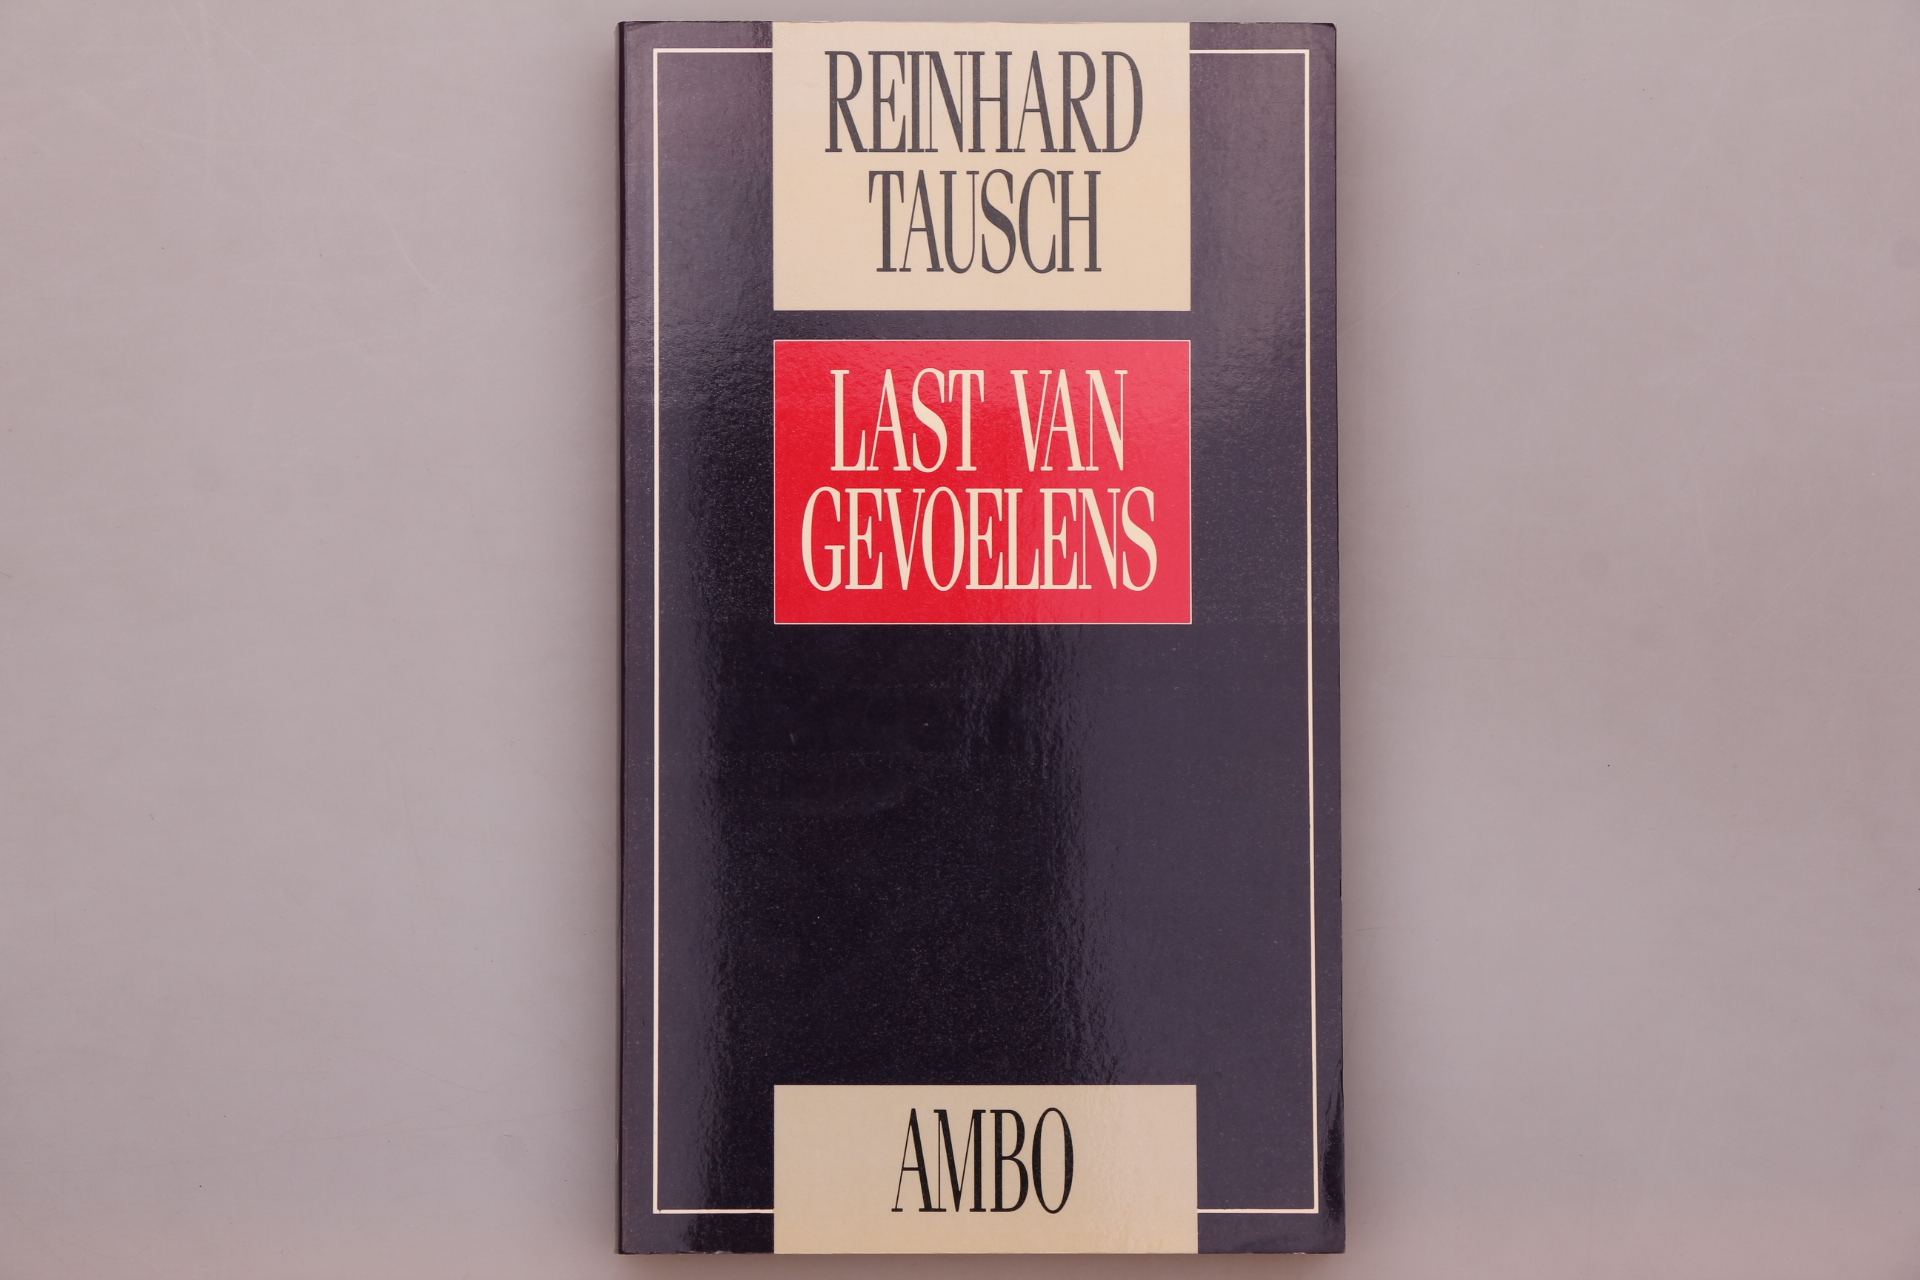 REINHARD
TAUSCH
LAST VAN
GEVOELENS
AMBO